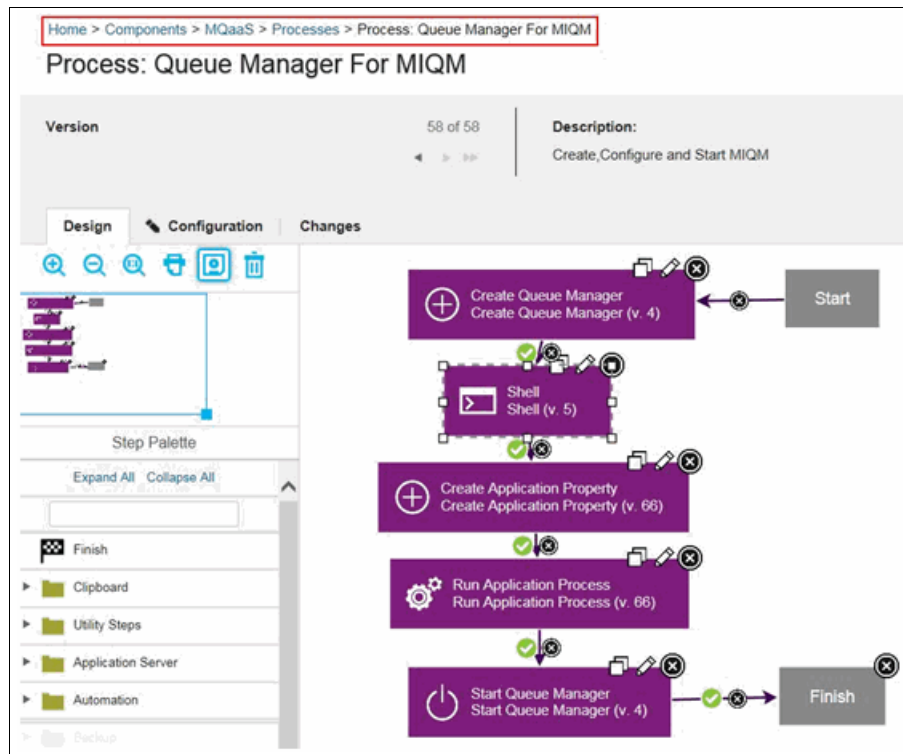 Home > Components > MQaaS > Processes > Process: Queue Manager For MIQM
Process: Queue Manager For MIQM
Version
58 of 58
Description:
Create,Configure and Start MIQM
Design
Configuration
Changes
Step Palette
Expand All Collapse All
Finish
Clipboard
Utility Steps
Application Server
Automation
Backup
Create Queue Manager
Create Queue Manager (v. 4)
Start
Shell
Shell (v. 5)
Create Application Property
Create Application Property (v. 66)
Run Application Process
Run Application Process (v. 66)
Start Queue Manager
Start Queue Manager (v. 4)
Finish